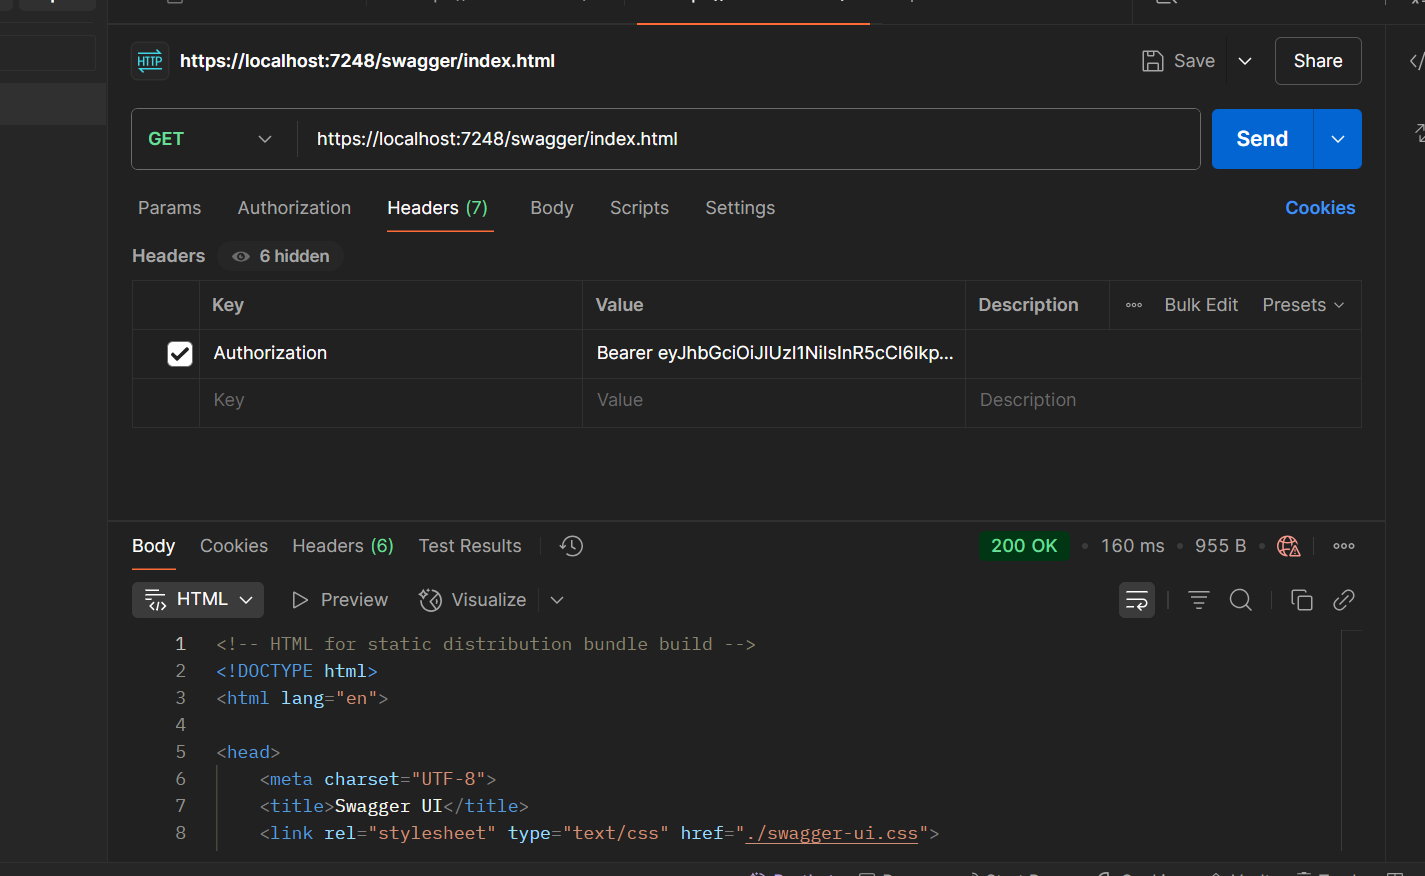 HTTP https://localhost:7248/swagger/index.html Save Share
GET https://localhost:7248/swagger/index.html Send
Params Authorization Headers (7) Body Scripts Settings Cookies
Headers 6 hidden
Key Value Description Bulk Edit Presets
Authorization Bearer eyJhbGciOiJIUzI1NiIsInR5cCI6Ikp...
Key Value Description
Body Cookies Headers (6) Test Results 200 OK • 160 ms • 955 B
HTML Preview Visualize
1 <!-- HTML for static distribution bundle build -->
2 <!DOCTYPE html>
3 <html lang="en">
4
5 <head>
6 <meta charset="UTF-8">
7 <title>Swagger UI</title>
8 <link rel="stylesheet" type="text/css" href="./swagger-ui.css">